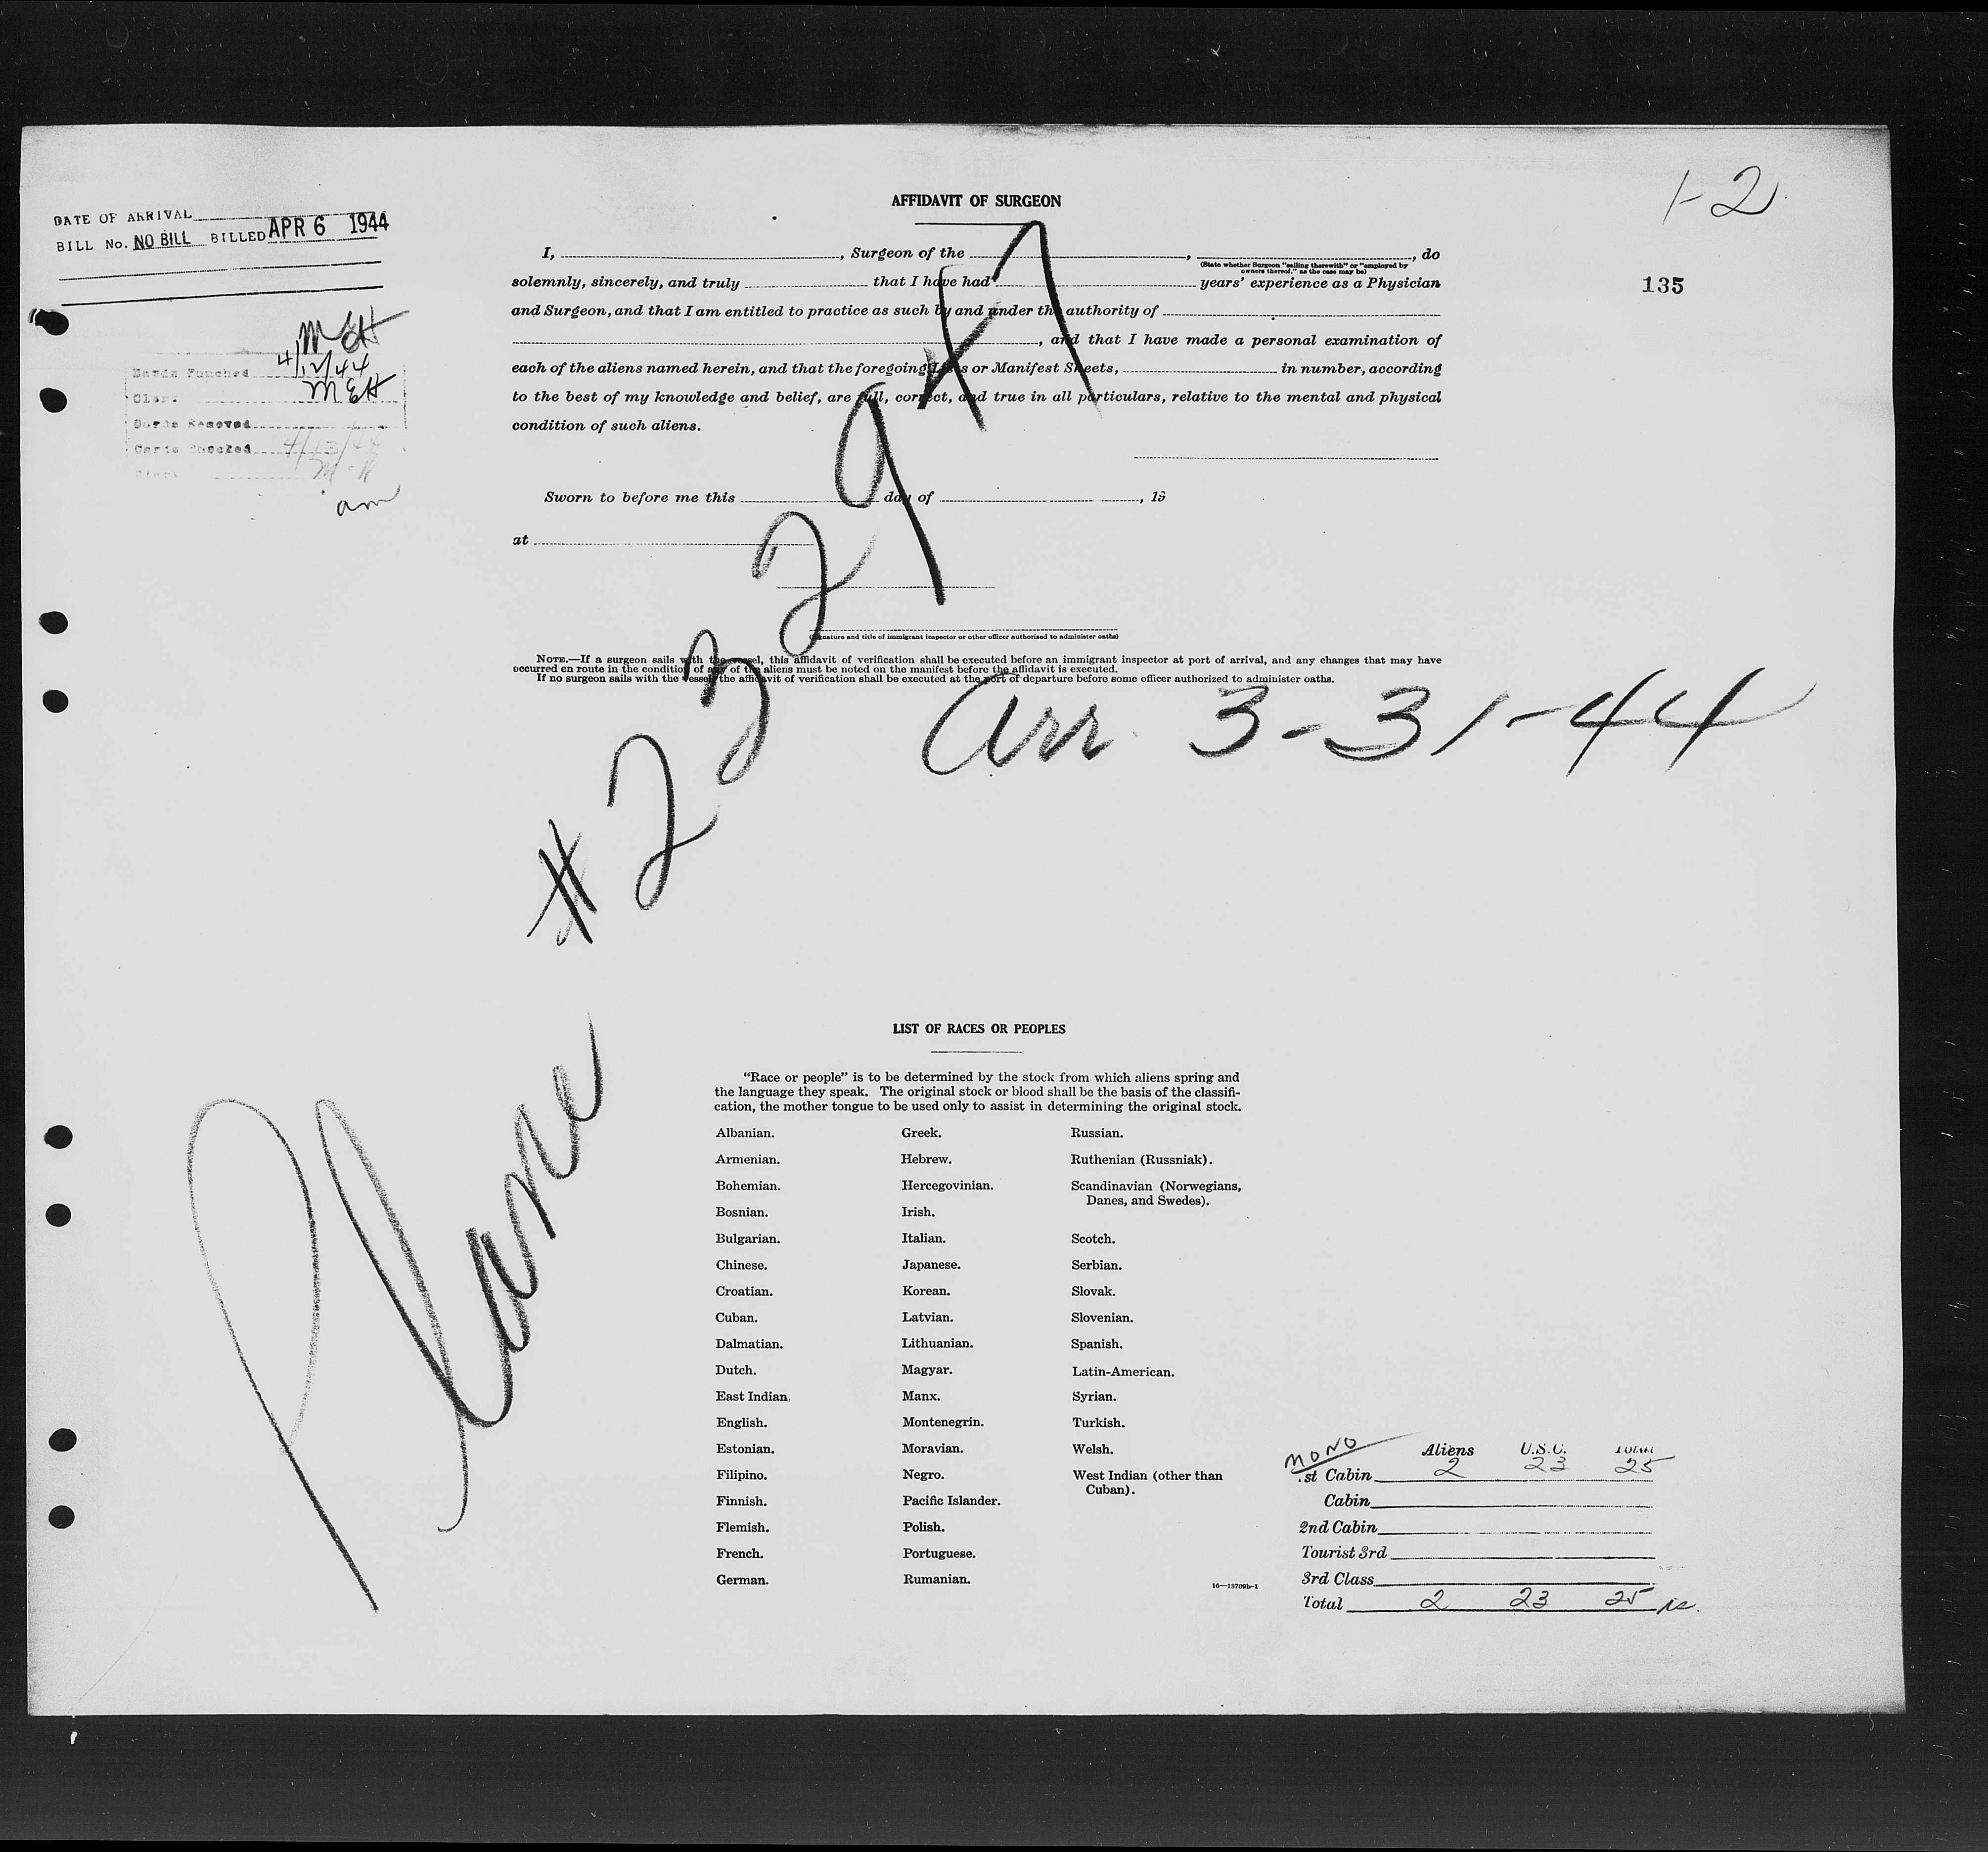 DATE OF ARRIVAL
BILL No. NO BILL BILLED APR 6 1944
MEH
4/12/44
Cards Punched
MEH
Clerk
Cards Removed
Cards Checked 4/13/44
Clerk
am
1-2
135
AFFIDAVIT OF SURGEON
I, , Surgeon of the , , do
(State whether Surgeon "sailing therewith" or "employed by
owners thereof," as the case may be)
solemnly, sincerely, and truly that I have had years' experience as a Physician
and Surgeon, and that I am entitled to practice as such by and under the authority of
, and that I have made a personal examination of
each of the aliens named herein, and that the foregoing Lists or Manifest Sheets, in number, according
to the best of my knowledge and belief, are full, correct, and true in all particulars, relative to the mental and physical
condition of such aliens.
Sworn to before me this day of , 19
at
(Signature and title of immigrant inspector or other officer authorized to administer oaths)
NOTE.—If a surgeon sails with the vessel, this affidavit of verification shall be executed before an immigrant inspector at port of arrival, and any changes that may have
occurred en route in the condition of any of the aliens must be noted on the manifest before the affidavit is executed.
If no surgeon sails with the vessel, the affidavit of verification shall be executed at the port of departure before some officer authorized to administer oaths.
Plane #232947
Arr. 3-31-44
LIST OF RACES OR PEOPLES
"Race or people" is to be determined by the stock from which aliens spring and
the language they speak. The original stock or blood shall be the basis of the classifi-
cation, the mother tongue to be used only to assist in determining the original stock.
Albanian.
Armenian.
Bohemian.
Bosnian.
Bulgarian.
Chinese.
Croatian.
Cuban.
Dalmatian.
Dutch.
East Indian.
English.
Estonian.
Filipino.
Finnish.
Flemish.
French.
German.
Greek.
Hebrew.
Hercegovinian.
Irish.
Italian.
Japanese.
Korean.
Latvian.
Lithuanian.
Magyar.
Manx.
Montenegrin.
Moravian.
Negro.
Pacific Islander.
Polish.
Portuguese.
Rumanian.
Russian.
Ruthenian (Russniak).
Scandinavian (Norwegians,
Danes, and Swedes).
Scotch.
Serbian.
Slovak.
Slovenian.
Spanish.
Latin-American.
Syrian.
Turkish.
Welsh.
West Indian (other than
Cuban).
16—13709b-1
MONO
Aliens U.S.C. Total
1st Cabin 2 23 25
Cabin
2nd Cabin
Tourist 3rd
3rd Class
Total 2 23 25